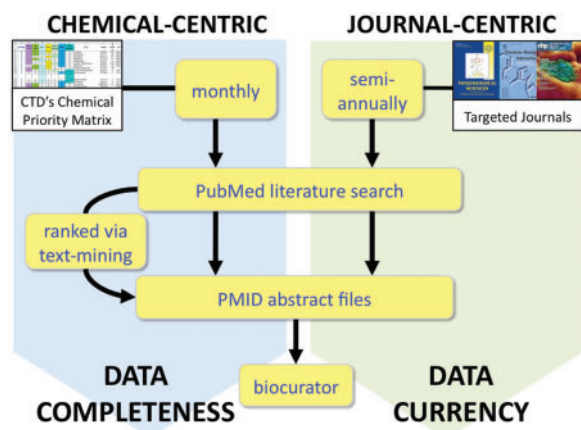 CHEMICAL-CENTRIC
JOURNAL-CENTRIC
CTD's Chemical
Priority Matrix
monthly
semi-
annually
Targeted Journals
PubMed literature search
ranked via
text-mining
PMID abstract files
biocurator
DATA
COMPLETENESS
DATA
CURRENCY